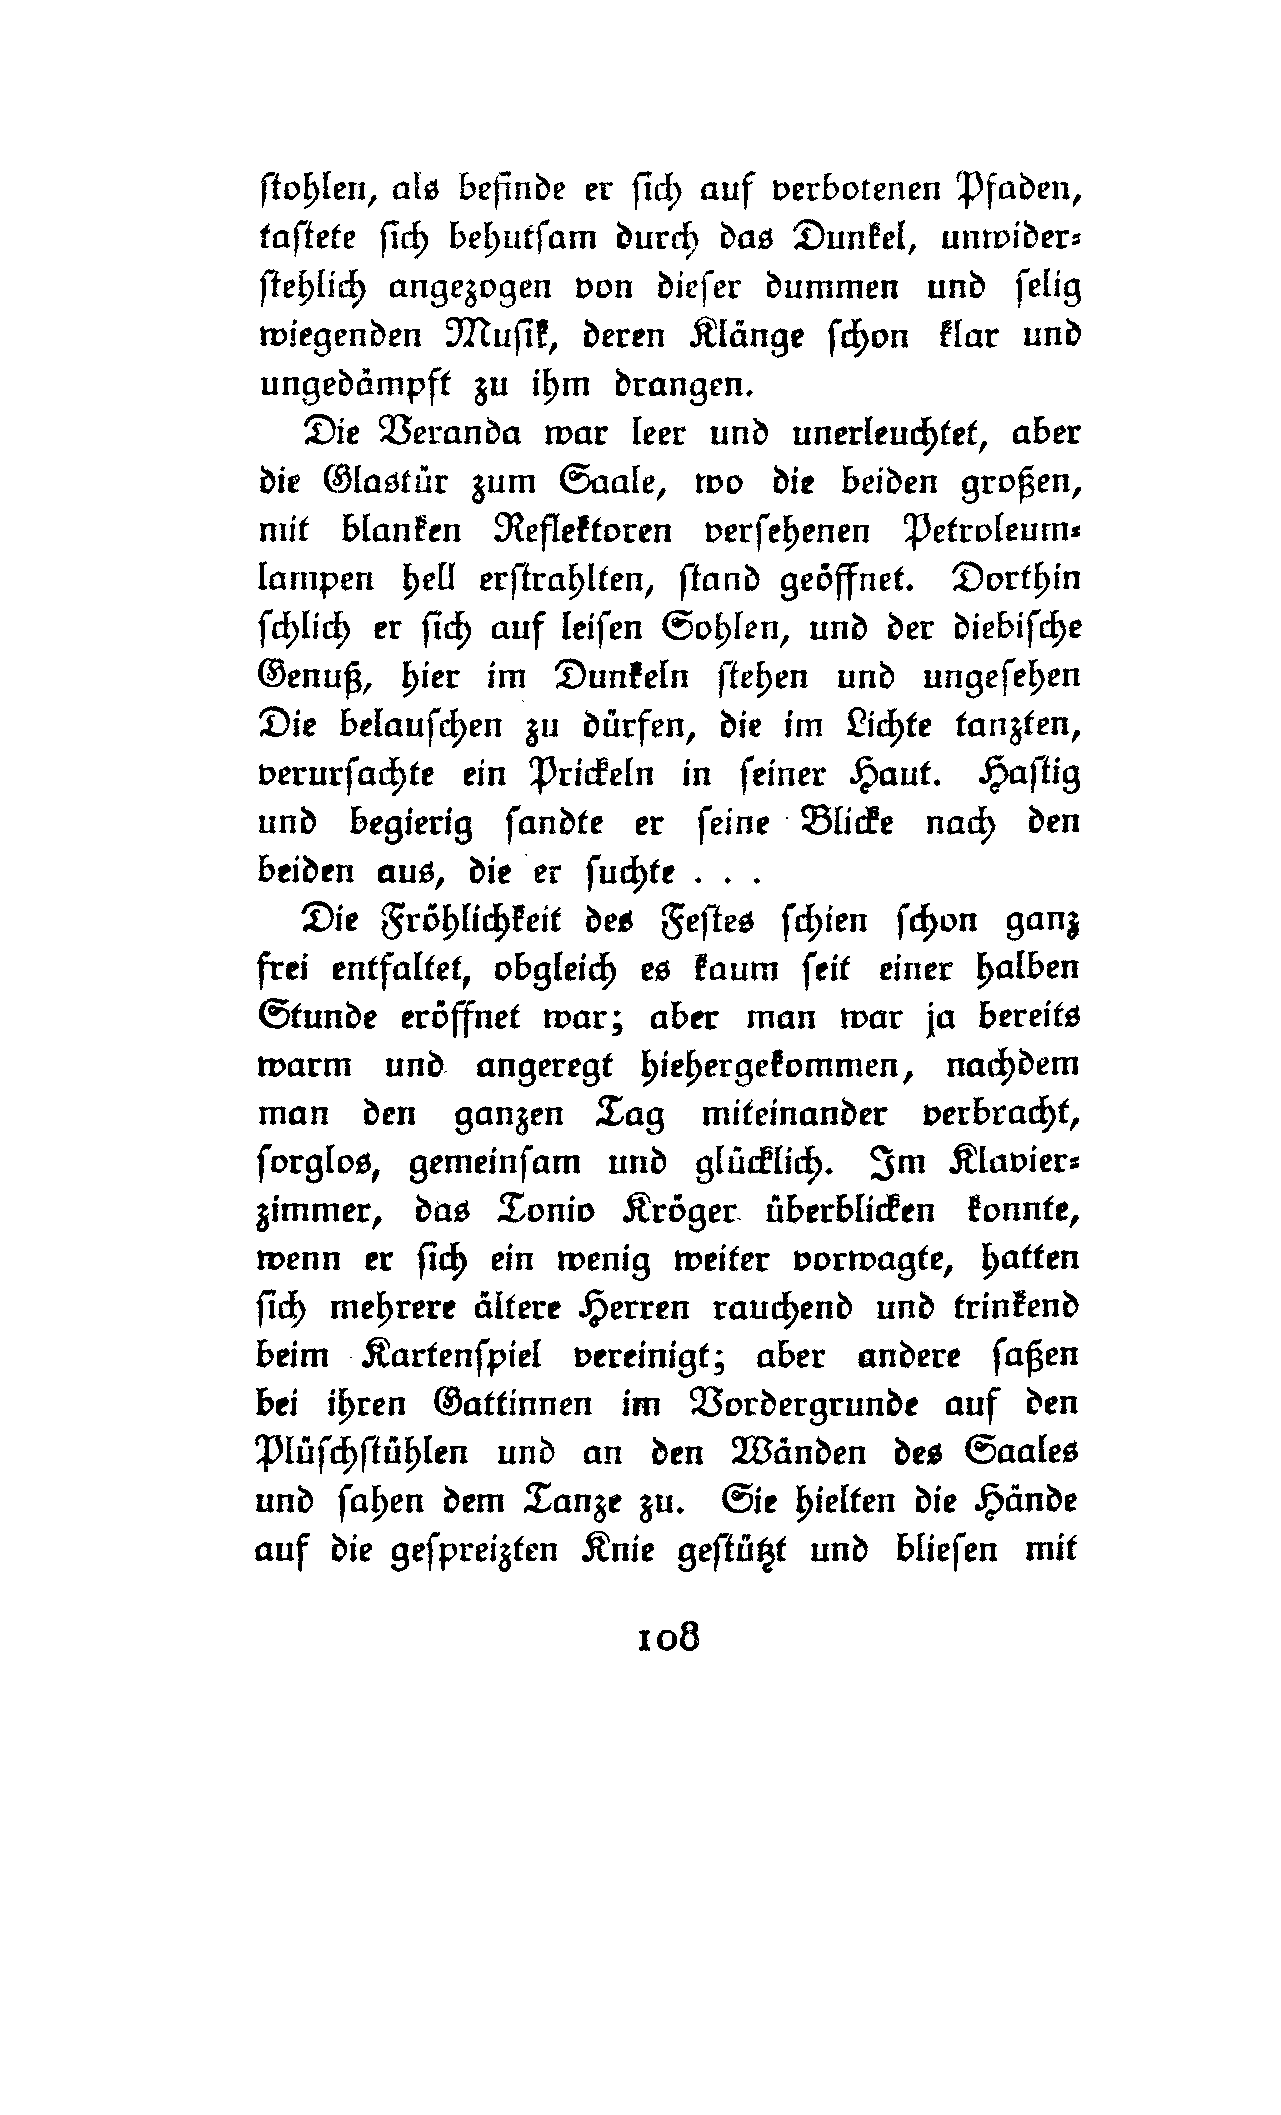 ſtohlen, als befinde er ſich auf verbotenen Pfaden,
taſtete ſich behutſam durch das Dunkel, unwider⸗
ſtehlich angezogen von dieſer dummen und ſelig
wiegenden Muſik, deren Klänge ſchon klar und
ungedämpft zu ihm drangen.
Die Veranda war leer und unerleuchtet, aber
die Glastür zum Saale, wo die beiden großen,
mit blanken Reflektoren verſehenen Petroleum⸗
lampen hell erſtrahlten, ſtand geöffnet. Dorthin
ſchlich er ſich auf leiſen Sohlen, und der diebiſche
Genuß, hier im Dunkeln ſtehen und ungeſehen
Die belauſchen zu dürfen, die im Lichte tanzten,
verurſachte ein Prickeln in ſeiner Haut. Haſtig
und begierig ſandte er ſeine Blicke nach den
beiden aus, die er ſuchte . . .
Die Fröhlichkeit des Feſtes ſchien ſchon ganz
frei entfaltet, obgleich es kaum ſeit einer halben
Stunde eröffnet war; aber man war ja bereits
warm und angeregt hiehergekommen, nachdem
man den ganzen Tag miteinander verbracht,
ſorglos, gemeinſam und glücklich. Im Klavier⸗
zimmer, das Tonio Kröger überblicken konnte,
wenn er ſich ein wenig weiter vorwagte, hatten
ſich mehrere ältere Herren rauchend und trinkend
beim Kartenſpiel vereinigt; aber andere ſaßen
bei ihren Gattinnen im Vordergrunde auf den
Plüſchſtühlen und an den Wänden des Saales
und ſahen dem Tanze zu. Sie hielten die Hände
auf die geſpreizten Knie geſtützt und blieſen mit
108